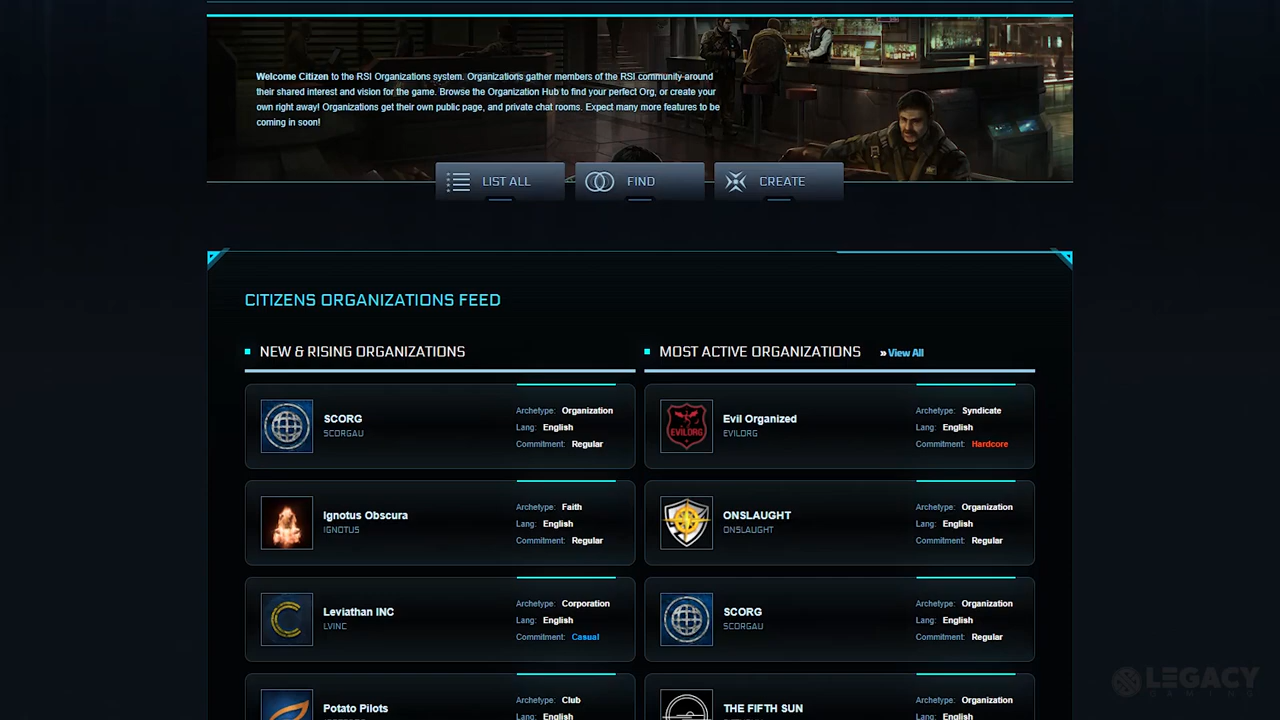 Welcome Citizen to the RSI Organizations system. Organizations gather members of the RSI community around
their shared interest and vision for the game. Browse the Organization Hub to find your perfect Org, or create your
own right away! Organizations get their own public page, and private chat rooms. Expect many more features to be
coming in soon!
LIST ALL
FIND
CREATE
CITIZENS ORGANIZATIONS FEED
NEW & RISING ORGANIZATIONS
SCORG
SCORGAU
Archetype: Organization
Lang: English
Commitment: Regular
Ignotus Obscura
IGNOTUS
Archetype: Faith
Lang: English
Commitment: Regular
Leviathan INC
LVINC
Archetype: Corporation
Lang: English
Commitment: Casual
Potato Pilots
Archetype: Club
Lang: English
MOST ACTIVE ORGANIZATIONS » View All
EVILORG
Evil Organized
EVILORG
Archetype: Syndicate
Lang: English
Commitment: Hardcore
ONSLAUGHT
ONSLAUGHT
Archetype: Organization
Lang: English
Commitment: Regular
SCORG
SCORGAU
Archetype: Organization
Lang: English
Commitment: Regular
THE FIFTH SUN
Archetype: Organization
Lang: English
LEGACY
GAMING